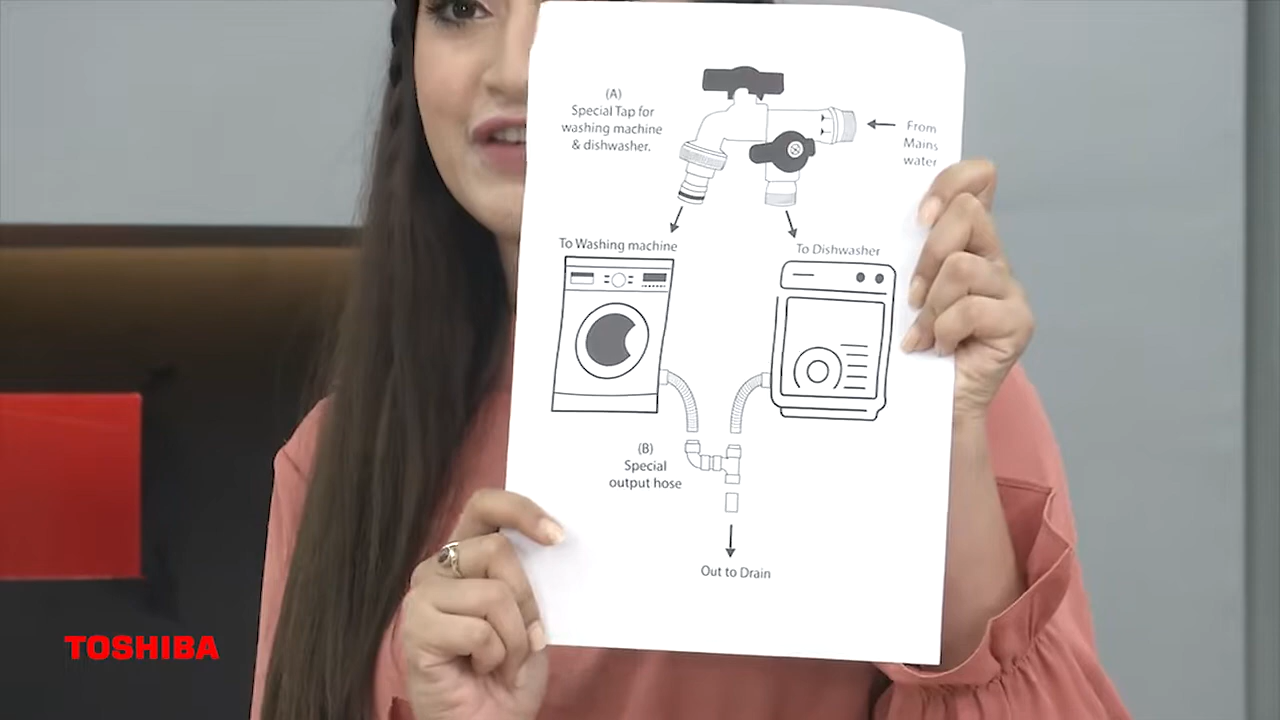 (A)
Special Tap for
washing machine
& dishwasher.
From
Mains
water
To Washing machine
To Dishwasher
(B)
Special
output hose
Out to Drain
TOSHIBA